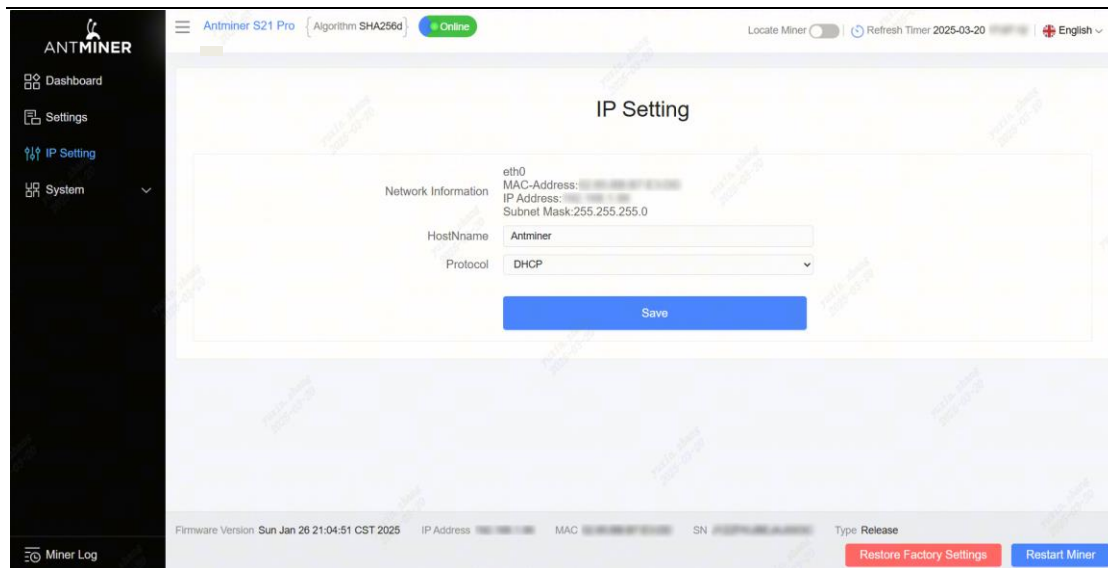 ANTMINER
Antminer S21 Pro { Algorithm SHA256d } Online
Locate Miner Refresh Timer 2025-03-20 English
Dashboard
Settings
IP Setting
System
Miner Log
IP Setting
Network Information
eth0
MAC-Address:
IP Address:
Subnet Mask:255.255.255.0
HostNname Antminer
Protocol DHCP
Save
Firmware Version Sun Jan 26 21:04:51 CST 2025 IP Address MAC SN Type Release
Restore Factory Settings Restart Miner